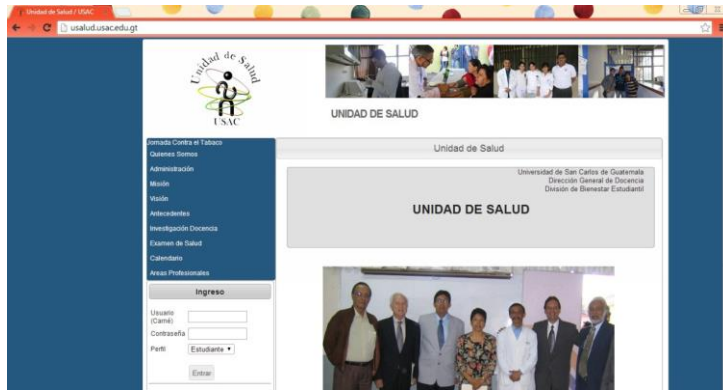 Unidad de Salud / USAC
usalud.usac.edu.gt
Unidad de Salud
USAC
UNIDAD DE SALUD
Jornada Contra el Tabaco
Quienes Somos
Administración
Misión
Visión
Antecedentes
Investigación Docencia
Examen de Salud
Calendario
Areas Profesionales
Ingreso
Usuario
(Carné)
Contraseña
Perfil Estudiante
Entrar
Unidad de Salud
Universidad de San Carlos de Guatemala
Dirección General de Docencia
División de Bienestar Estudiantil
UNIDAD DE SALUD